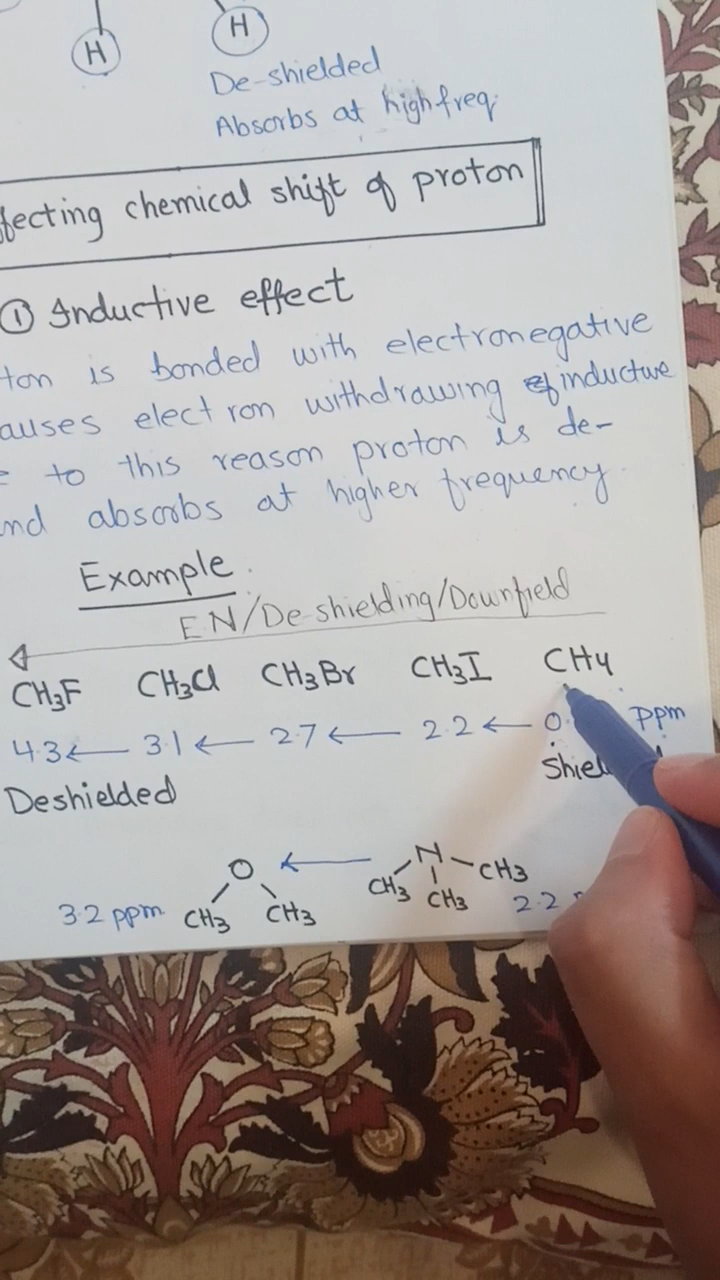 H H
De-shielded
Absorbs at high freq.
fecting chemical shift of proton
① Inductive effect
ton is bonded with electronegative
auses electron withdrawing inductive
e to this reason proton is de-
nd absorbs at higher frequency.
Example.
EN/De-shielding/Downfield
CH3F CH3Cl CH3Br CH3I CH4
4.3 ← 3.1 ← 2.7 ← 2.2 ← 0. ppm
Deshielded Shiel
O ← N
CH3 CH3 CH3 CH3 CH3
3.2 ppm 2.2